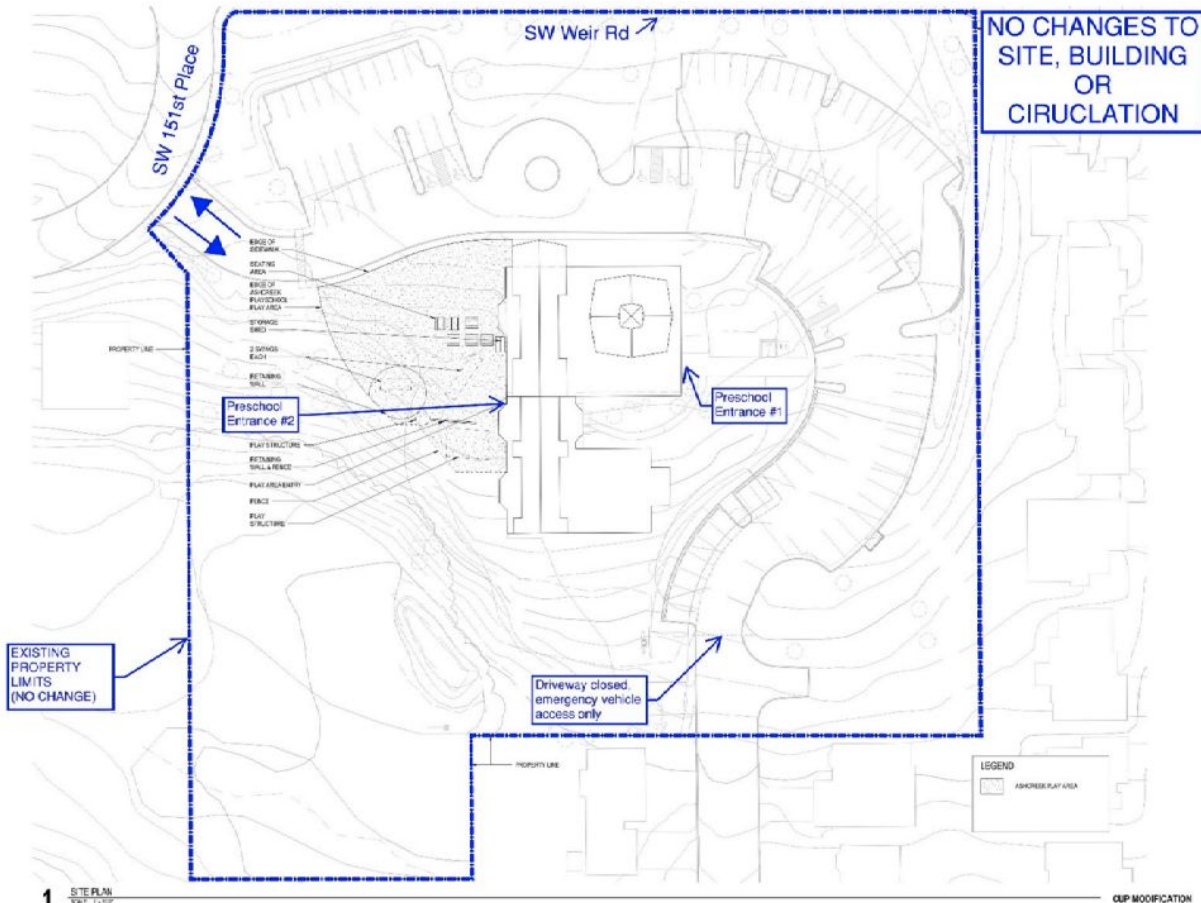 SW Weir Rd
NO CHANGES TO
SITE, BUILDING
OR
CIRUCLATION
SW 151st Place
EDGE OF
SIDEWALK
SEATING
AREA
EDGE OF
ASHCREEK
PLAYSCHOOL
PLAY AREA
STORAGE
SHED
2 SWINGS
EACH
RETAINING
WALL
PROPERTY LINE
Preschool
Entrance #2
Preschool
Entrance #1
PLAY STRUCTURE
RETAINING
WALL & FENCE
PLAY AREA ENTRY
FENCE
PLAY
STRUCTURE
EXISTING
PROPERTY
LIMITS
(NO CHANGE)
Driveway closed,
emergency vehicle
access only
PROPERTY LINE
LEGEND
ASHCREEK PLAY AREA
1
SITE PLAN
CUP MODIFICATION